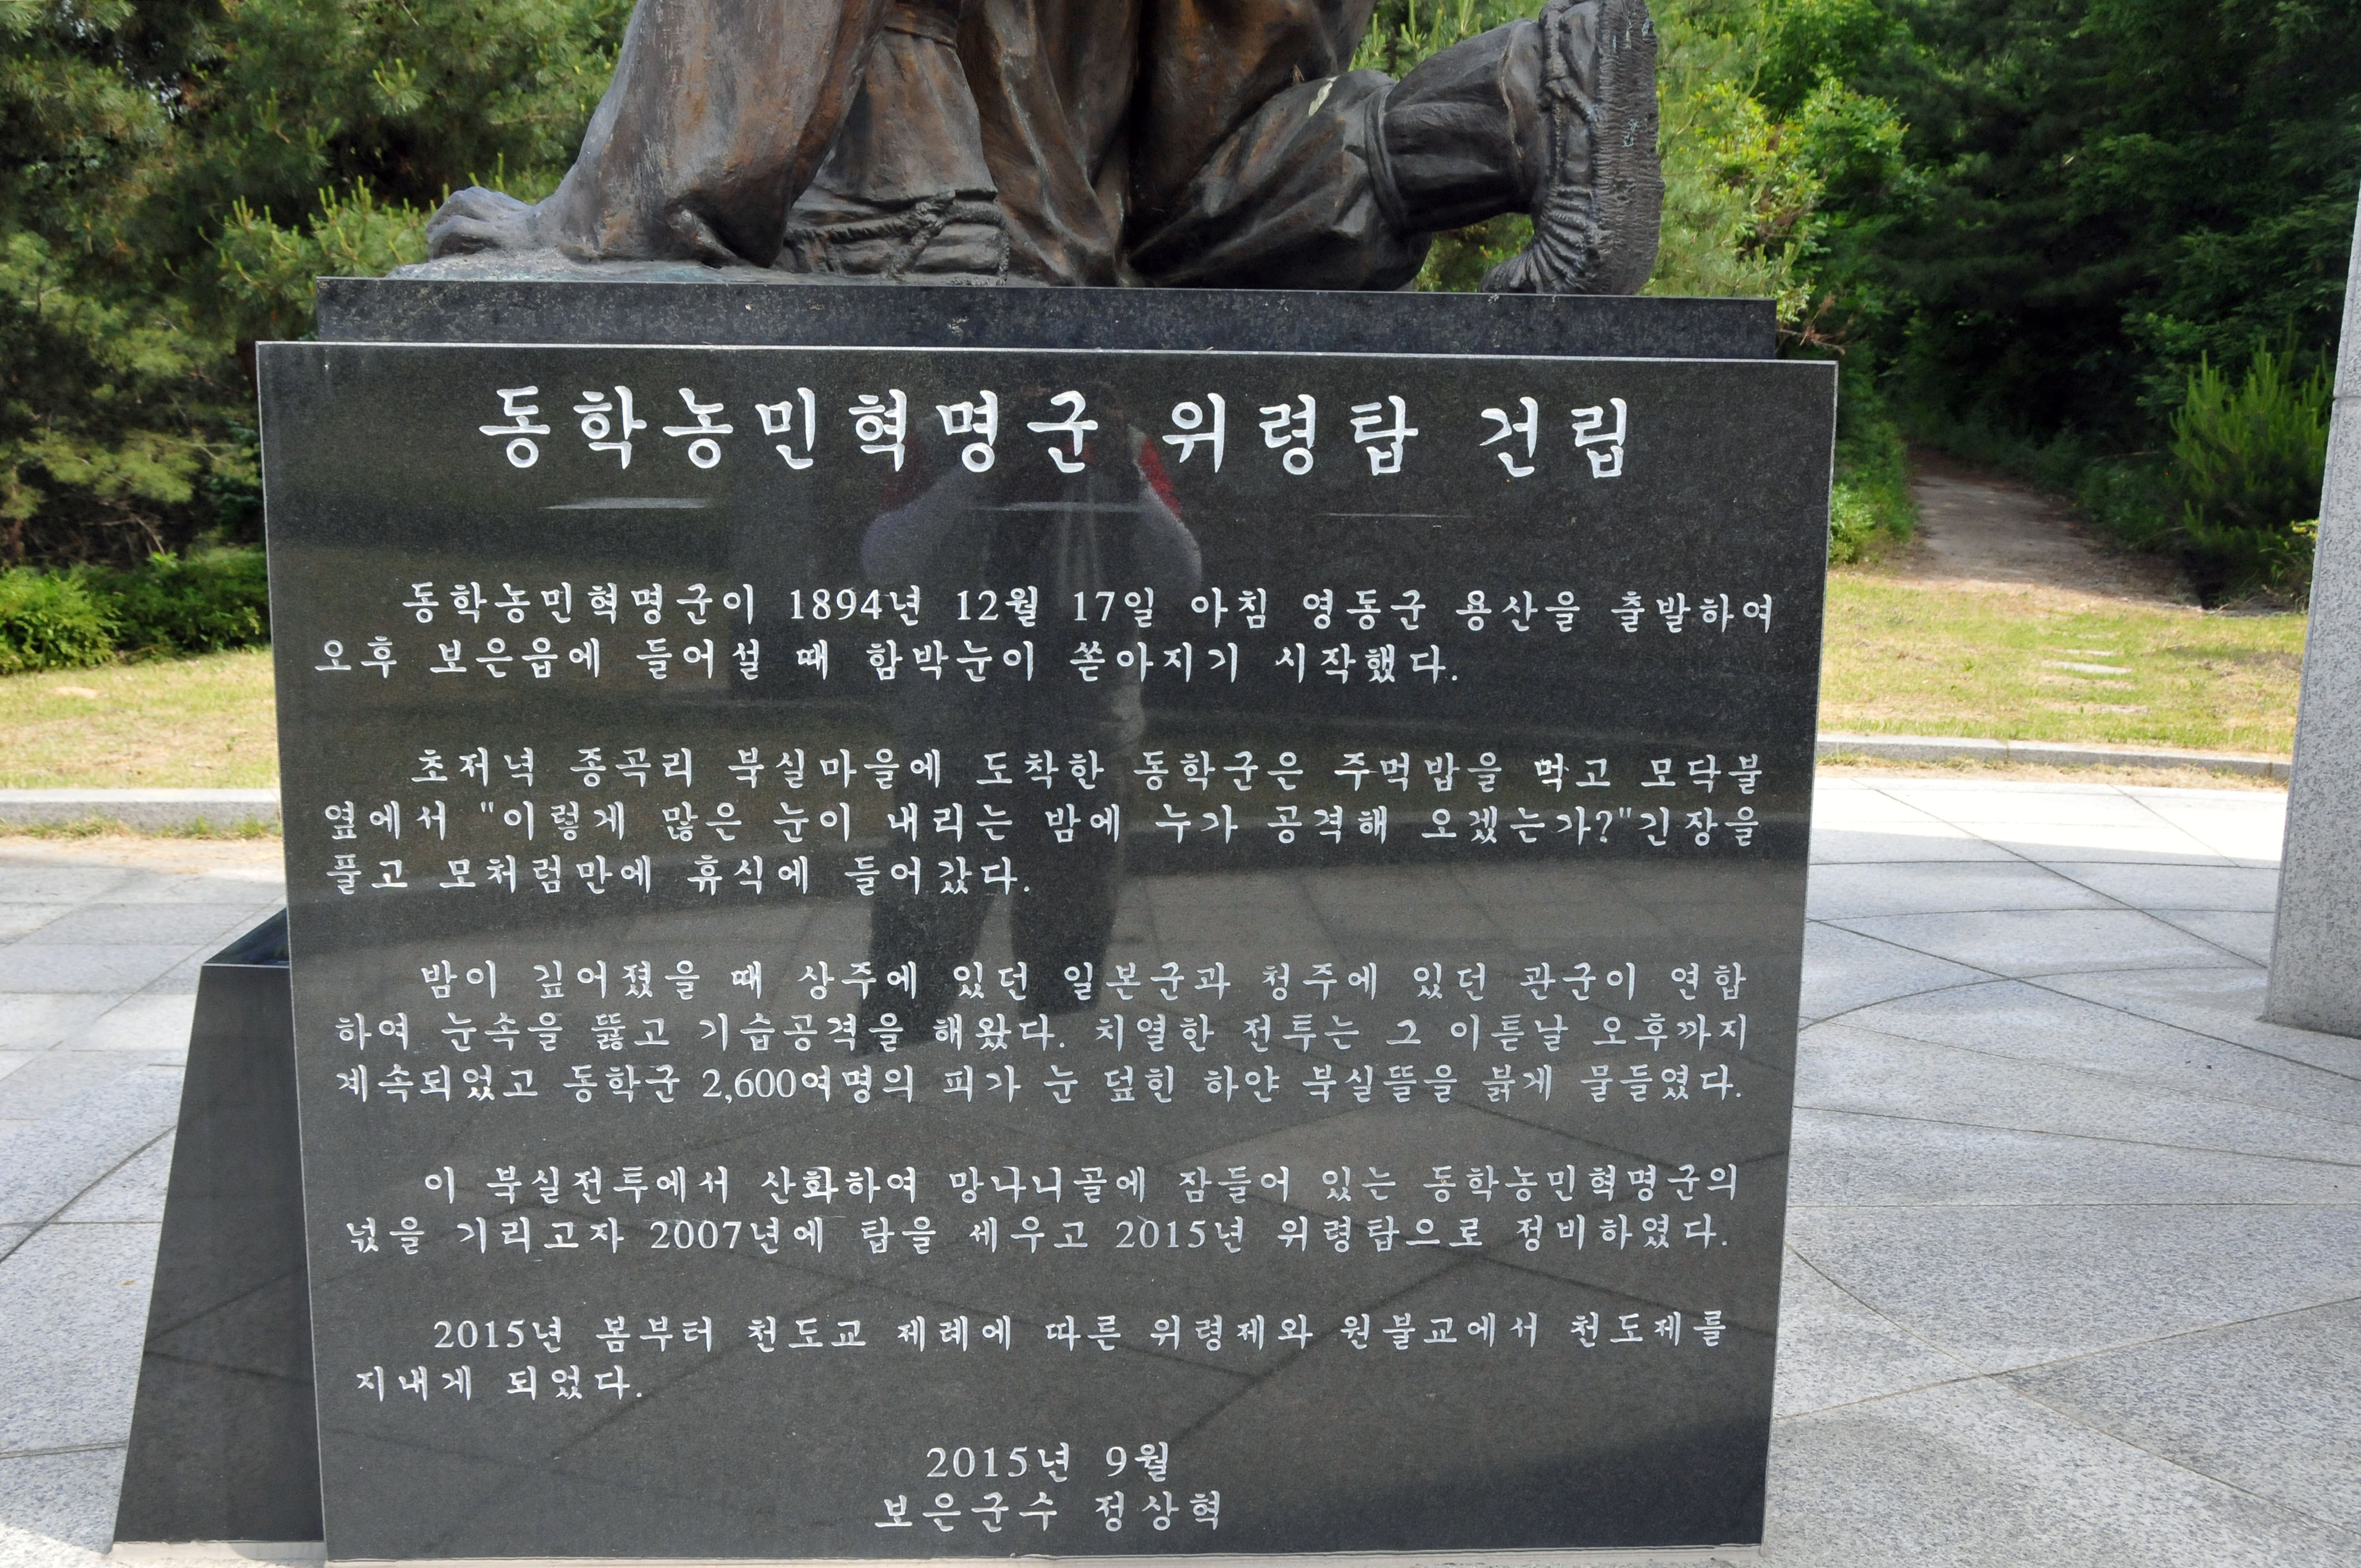 동학농민혁명군 위령탑 건립
동학농민혁명군이 1894년 12월 17일 아침 영동군 용산을 출발하여
오후 보은읍에 들어설 때 함박눈이 쏟아지기 시작했다.
초저녁 종곡리 북실마을에 도착한 동학군은 주먹밥을 먹고 모닥불
옆에서 "이렇게 많은 눈이 내리는 밤에 누가 공격해 오겠는가?"긴장을
풀고 모처럼만에 휴식에 들어갔다.
밤이 깊어졌을 때 상주에 있던 일본군과 청주에 있던 관군이 연합
하여 눈속을 뚫고 기습공격을 해왔다. 치열한 전투는 그 이튿날 오후까지
계속되었고 동학군 2,600여명의 피가 눈 덮힌 하얀 북실뜰을 붉게 물들였다.
이 북실전투에서 산화하여 망나니골에 잠들어 있는 동학농민혁명군의
넋을 기리고자 2007년에 탑을 세우고 2015년 위령탑으로 정비하였다.
2015년 봄부터 천도교 제례에 따른 위령제와 원불교에서 천도제를
지내게 되었다.
2015년 9월
보은군수 정상혁